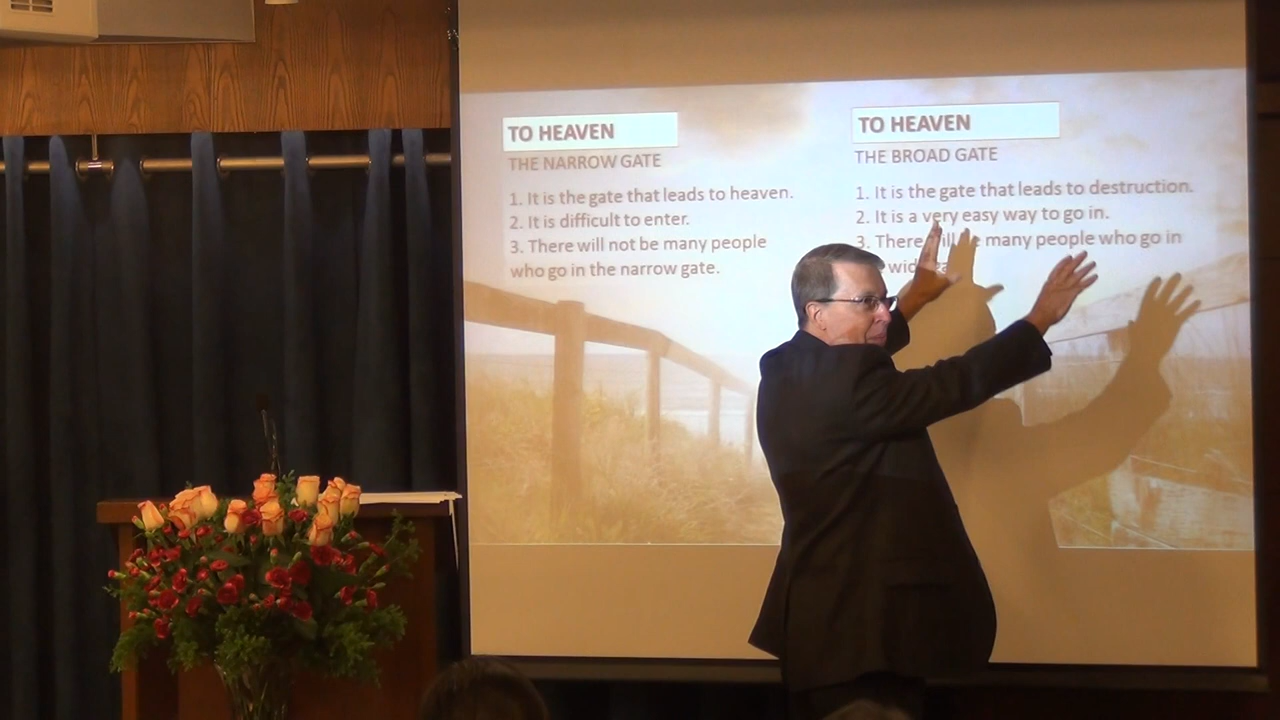 TO HEAVEN
THE NARROW GATE
1. It is the gate that leads to heaven.
2. It is difficult to enter.
3. There will not be many people
who go in the narrow gate.
TO HEAVEN
THE BROAD GATE
1. It is the gate that leads to destruction.
2. It is a very easy way to go in.
3. There many people who go in